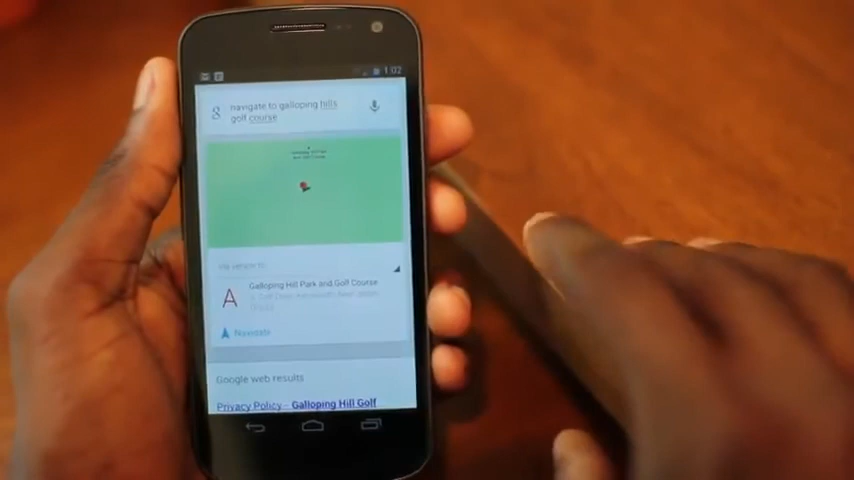 1:02
navigate to galloping hills
golf course
Galloping Hill Park and Golf Course
Navigate
Google web results
Privacy Policy - Galloping Hill Golf